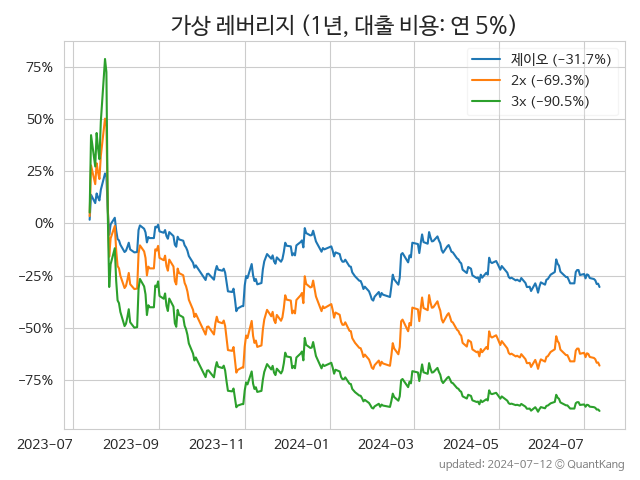 가상 레버리지 (1년, 대출 비용: 연 5%)
제이오 (−31.7%)
2x (−69.3%)
3x (−90.5%)
75%
50%
25%
0%
−25%
−50%
−75%
2023-07
2023-09
2023-11
2024-01
2024-03
2024-05
2024-07
updated: 2024-07-12 © QuantKang